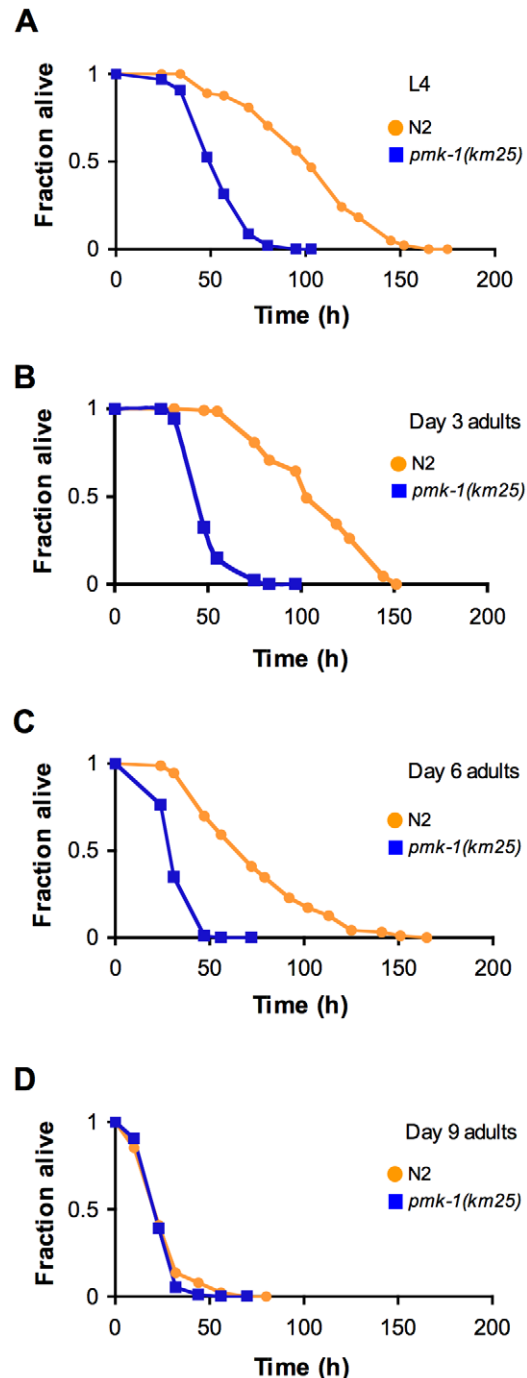 A
Fraction alive
1
0.5
0
L4
N2
pmk-1(km25)
0 50 100 150 200
Time (h)
B
Fraction alive
1
0.5
0
Day 3 adults
N2
pmk-1(km25)
0 50 100 150 200
Time (h)
C
Fraction alive
1
0.5
0
Day 6 adults
N2
pmk-1(km25)
0 50 100 150 200
Time (h)
D
Fraction alive
1
0.5
0
Day 9 adults
N2
pmk-1(km25)
0 50 100 150 200
Time (h)